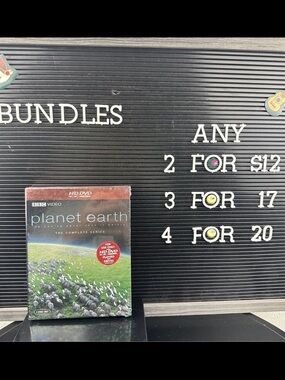 BUNDLES
ANY
2 FOR $12
3 FOR 17
4 FOR 20
HD DVD
BBC VIDEO
planet earth
THE COMPLETE SERIES